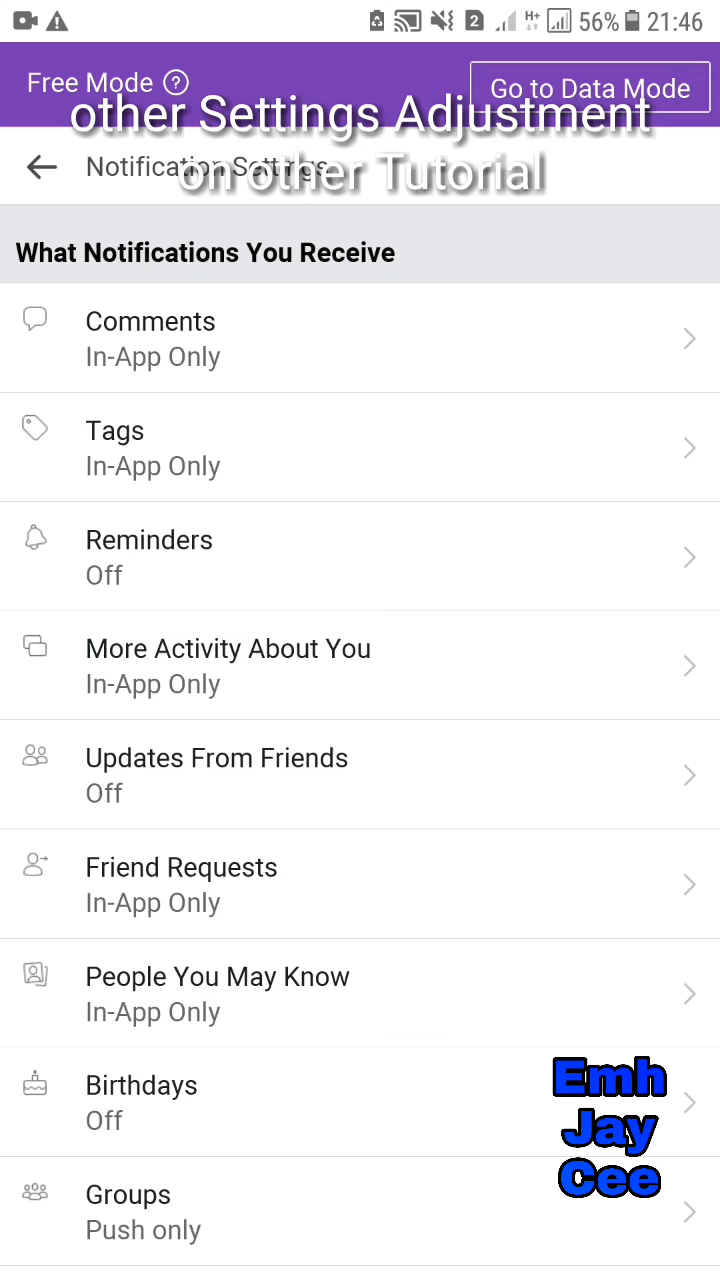 2 H+ 56% 21:46
Free Mode ? Go to Data Mode
other Settings Adjustment
on other Tutorial
Notification Settings
What Notifications You Receive
Comments
In-App Only
Tags
In-App Only
Reminders
Off
More Activity About You
In-App Only
Updates From Friends
Off
Friend Requests
In-App Only
People You May Know
In-App Only
Birthdays
Off
Emh
Jay
Cee
Groups
Push only